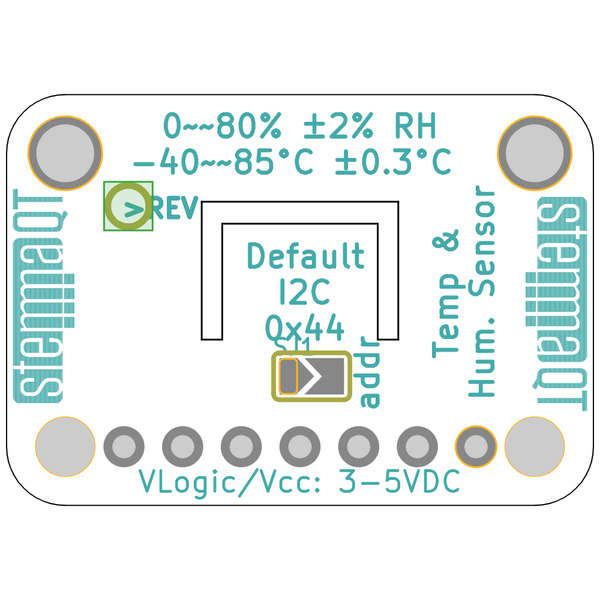 0~~80% ±2% RH
-40~~85°C ±0.3°C
>REV
Default
I2C
0x44
SJ1
addr
Temp &
Hum. Sensor
stemmaQT
stemmaQT
VLogic/Vcc: 3-5VDC